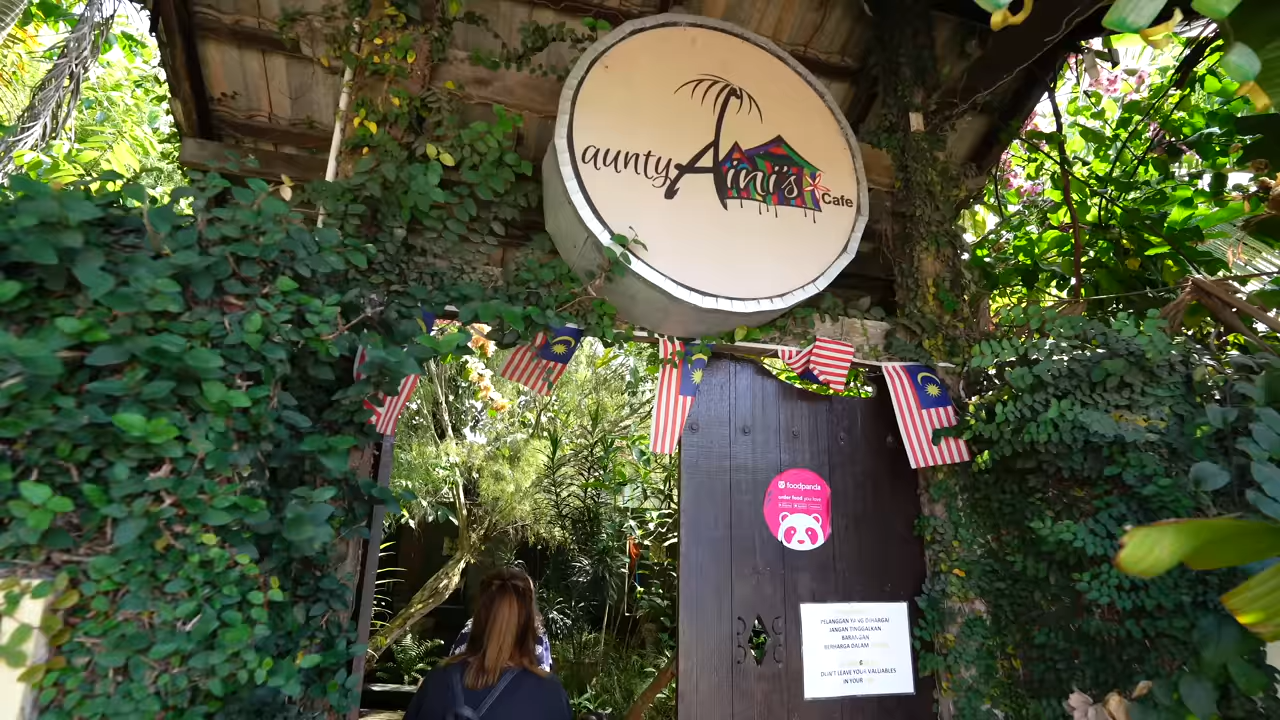 aunty Aini's Cafe
foodpanda
order food you love
PELANGGAN YANG DIHARGAI
JANGAN TINGGALKAN
BARANGAN
BERHARGA DALAM
&
DON'T LEAVE YOUR VALUABLES
IN YOUR